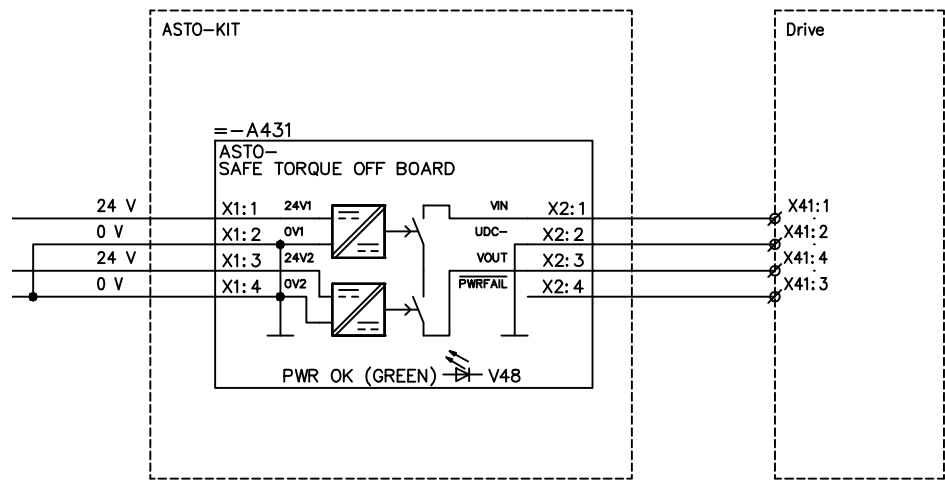 ASTO-KIT
Drive
=-A431
ASTO-
SAFE TORQUE OFF BOARD
24 V X1:1 24V1 VIN X2:1 X41:1
0 V X1:2 0V1 UDC- X2:2 X41:2
24 V X1:3 24V2 VOUT X2:3 X41:4
0 V X1:4 0V2 PWRFAIL X2:4 X41:3
PWR OK (GREEN) V48